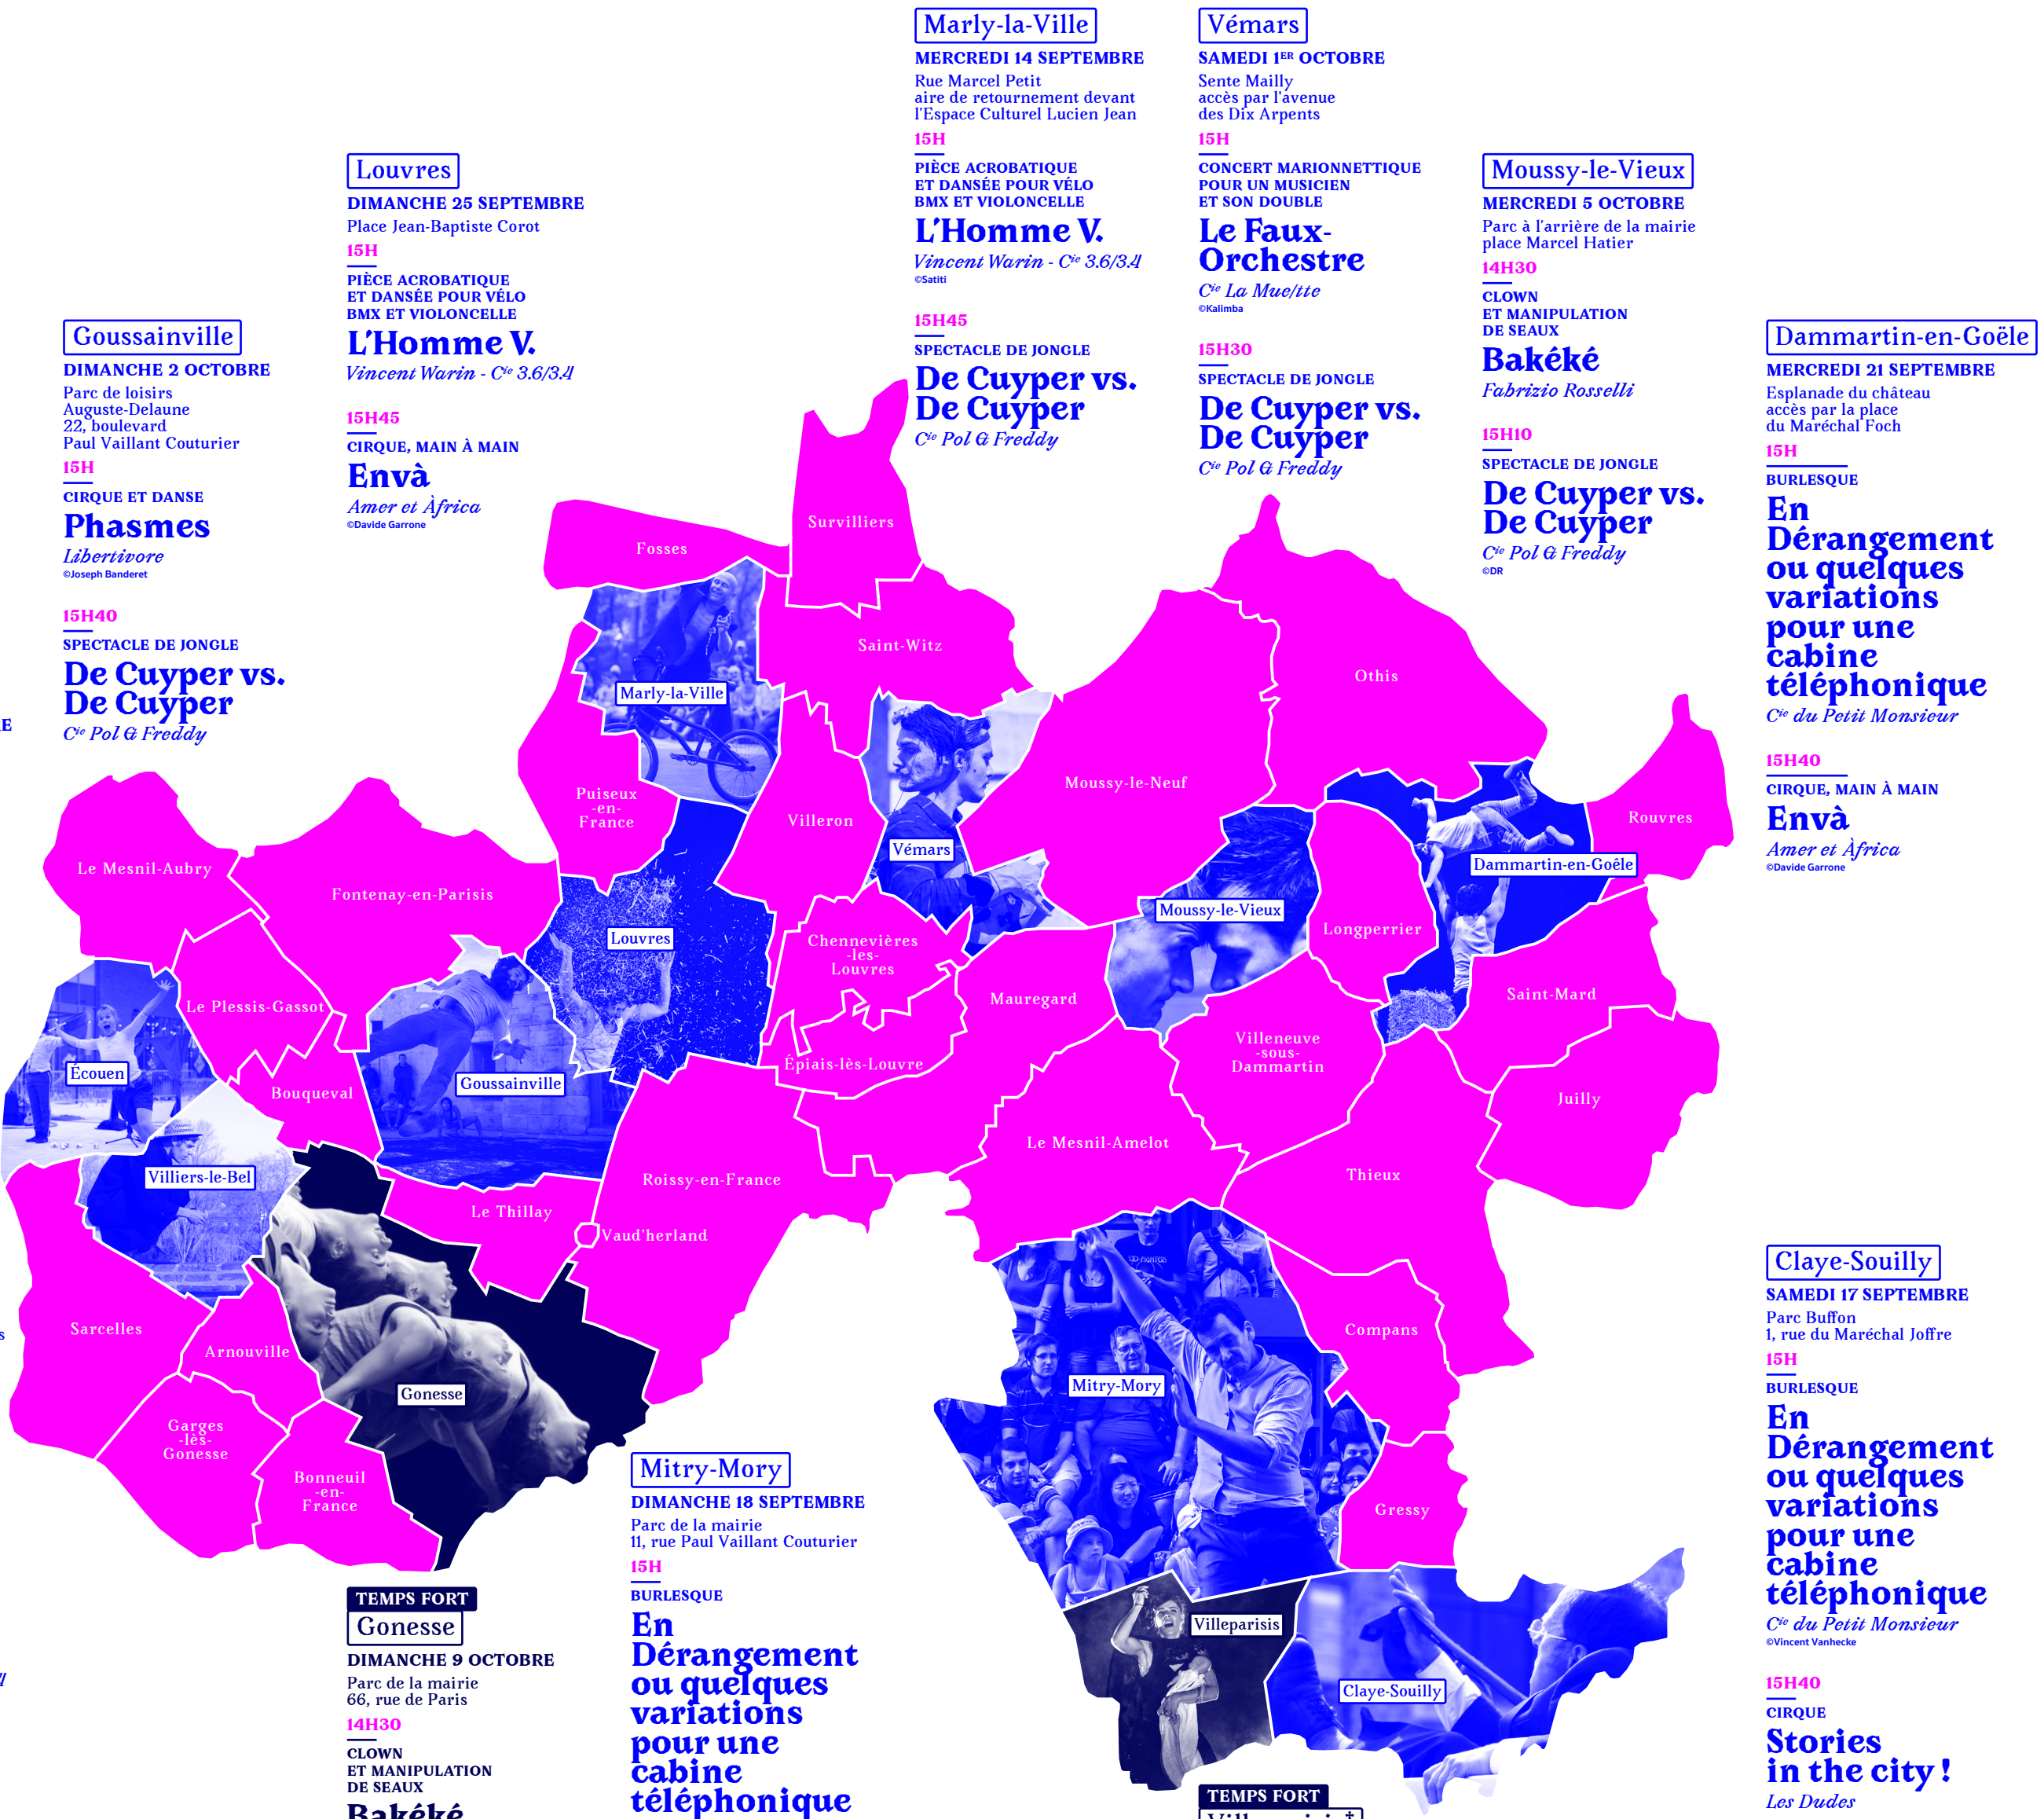 Marly-la-Ville
MERCREDI 14 SEPTEMBRE
Rue Marcel Petit
aire de retournement devant
l'Espace Culturel Lucien Jean
15H
PIÈCE ACROBATIQUE
ET DANSÉE POUR VÉLO
BMX ET VIOLONCELLE
L'Homme V.
Vincent Warin - Cie 3.6/3.4
©Satiti
15H45
SPECTACLE DE JONGLE
De Cuyper vs.
De Cuyper
Cie Pol & Freddy
Vémars
SAMEDI 1ER OCTOBRE
Sente Mailly
accès par l'avenue
des Dix Arpents
15H
CONCERT MARIONNETTIQUE
POUR UN MUSICIEN
ET SON DOUBLE
Le Faux-
Orchestre
Cie La Mue/tte
©Kalimba
15H30
SPECTACLE DE JONGLE
De Cuyper vs.
De Cuyper
Cie Pol & Freddy
Louvres
DIMANCHE 25 SEPTEMBRE
Place Jean-Baptiste Corot
15H
PIÈCE ACROBATIQUE
ET DANSÉE POUR VÉLO
BMX ET VIOLONCELLE
L'Homme V.
Vincent Warin - Cie 3.6/3.4
15H45
CIRQUE, MAIN À MAIN
Envà
Amer et Àfrica
©Davide Garrone
Moussy-le-Vieux
MERCREDI 5 OCTOBRE
Parc à l'arrière de la mairie
place Marcel Hatier
14H30
CLOWN
ET MANIPULATION
DE SEAUX
Bakéké
Fabrizio Rosselli
15H10
SPECTACLE DE JONGLE
De Cuyper vs.
De Cuyper
Cie Pol & Freddy
©DR
Goussainville
DIMANCHE 2 OCTOBRE
Parc de loisirs
Auguste-Delaune
22, boulevard
Paul Vaillant Couturier
15H
CIRQUE ET DANSE
Phasmes
Libertivore
©Joseph Banderet
15H40
SPECTACLE DE JONGLE
De Cuyper vs.
De Cuyper
Cie Pol & Freddy
Dammartin-en-Goële
MERCREDI 21 SEPTEMBRE
Esplanade du château
accès par la place
du Maréchal Foch
15H
BURLESQUE
En
Dérangement
ou quelques
variations
pour une
cabine
téléphonique
Cie du Petit Monsieur
15H40
CIRQUE, MAIN À MAIN
Envà
Amer et Àfrica
©Davide Garrone
Survilliers
Fosses
Saint-Witz
Othis
Marly-la-Ville
Moussy-le-Neuf
Puiseux
-en-
France
Villeron
Rouvres
Vémars
Dammartin-en-Goêle
Le Mesnil-Aubry
Fontenay-en-Parisis
Moussy-le-Vieux
Longperrier
Louvres
Chennevières
-les-
Louvres
Mauregard
Saint-Mard
Le Plessis-Gassot
Villeneuve
-sous-
Dammartin
Épiais-lès-Louvre
Écouen
Goussainville
Bouqueval
Juilly
Le Mesnil-Amelot
Thieux
Villiers-le-Bel
Roissy-en-France
Le Thillay
Vaud'herland
Sarcelles
Arnouville
Compans
Mitry-Mory
Gonesse
Garges
-lès-
Gonesse
Bonneuil
-en-
France
Gressy
Villeparisis
Claye-Souilly
Claye-Souilly
SAMEDI 17 SEPTEMBRE
Parc Buffon
1, rue du Maréchal Joffre
15H
BURLESQUE
En
Dérangement
ou quelques
variations
pour une
cabine
téléphonique
Cie du Petit Monsieur
©Vincent Vanhecke
15H40
CIRQUE
Stories
in the city !
Les Dudes
Mitry-Mory
DIMANCHE 18 SEPTEMBRE
Parc de la mairie
11, rue Paul Vaillant Couturier
15H
BURLESQUE
En
Dérangement
ou quelques
variations
pour une
cabine
téléphonique
TEMPS FORT
Gonesse
DIMANCHE 9 OCTOBRE
Parc de la mairie
66, rue de Paris
14H30
CLOWN
ET MANIPULATION
DE SEAUX
Bakéké
TEMPS FORT